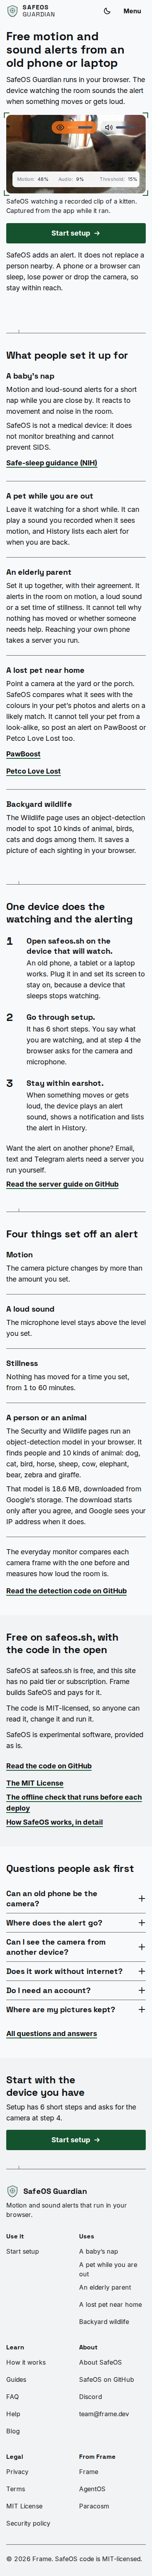 SAFEOS
GUARDIAN
Menu
Free motion and
sound alerts from an
old phone or laptop
SafeOS Guardian runs in your browser. The
device watching the room sounds the alert
when something moves or gets loud.
Motion: 48% Audio: 9% Threshold: 15%
SafeOS watching a recorded clip of a kitten.
Captured from the app while it ran.
Start setup →
SafeOS adds an alert. It does not replace a
person nearby. A phone or a browser can
sleep, lose power or drop the camera, so
stay within reach.
What people set it up for
A baby's nap
Motion and loud-sound alerts for a short
nap while you are close by. It reacts to
movement and noise in the room.
SafeOS is not a medical device: it does
not monitor breathing and cannot
prevent SIDS.
Safe-sleep guidance (NIH)
A pet while you are out
Leave it watching for a short while. It can
play a sound you recorded when it sees
motion, and History lists each alert for
when you are back.
An elderly parent
Set it up together, with their agreement. It
alerts in the room on motion, a loud sound
or a set time of stillness. It cannot tell why
nothing has moved or whether someone
needs help. Reaching your own phone
takes a server you run.
A lost pet near home
Point a camera at the yard or the porch.
SafeOS compares what it sees with the
colours in your pet's photos and alerts on a
likely match. It cannot tell your pet from a
look-alike, so post an alert on PawBoost or
Petco Love Lost too.
PawBoost
Petco Love Lost
Backyard wildlife
The Wildlife page uses an object-detection
model to spot 10 kinds of animal, birds,
cats and dogs among them. It saves a
picture of each sighting in your browser.
One device does the
watching and the alerting
1
Open safeos.sh on the
device that will watch.
An old phone, a tablet or a laptop
works. Plug it in and set its screen to
stay on, because a device that
sleeps stops watching.
2
Go through setup.
It has 6 short steps. You say what
you are watching, and at step 4 the
browser asks for the camera and
microphone.
3
Stay within earshot.
When something moves or gets
loud, the device plays an alert
sound, shows a notification and lists
the alert in History.
Want the alert on another phone? Email,
text and Telegram alerts need a server you
run yourself.
Read the server guide on GitHub
Four things set off an alert
Motion
The camera picture changes by more than
the amount you set.
A loud sound
The microphone level stays above the level
you set.
Stillness
Nothing has moved for a time you set,
from 1 to 60 minutes.
A person or an animal
The Security and Wildlife pages run an
object-detection model in your browser. It
finds people and 10 kinds of animal: dog,
cat, bird, horse, sheep, cow, elephant,
bear, zebra and giraffe.
That model is 18.6 MB, downloaded from
Google's storage. The download starts
only after you agree, and Google sees your
IP address when it does.
The everyday monitor compares each
camera frame with the one before and
measures how loud the room is.
Read the detection code on GitHub
Free on safeos.sh, with
the code in the open
SafeOS at safeos.sh is free, and this site
has no paid tier or subscription. Frame
builds SafeOS and pays for it.
The code is MIT-licensed, so anyone can
read it, change it and run it.
SafeOS is experimental software, provided
as is.
Read the code on GitHub
The MIT License
The offline check that runs before each
deploy
How SafeOS works, in detail
Questions people ask first
Can an old phone be the
camera?
Where does the alert go?
Can I see the camera from
another device?
Does it work without internet?
Do I need an account?
Where are my pictures kept?
All questions and answers
Start with the
device you have
Setup has 6 short steps and asks for the
camera at step 4.
Start setup →
SafeOS Guardian
Motion and sound alerts that run in your
browser.
Use it
Start setup
Uses
A baby's nap
A pet while you are
out
An elderly parent
A lost pet near home
Backyard wildlife
Learn
How it works
Guides
FAQ
Help
Blog
About
About SafeOS
SafeOS on GitHub
Discord
team@frame.dev
Legal
Privacy
Terms
MIT License
Security policy
From Frame
Frame
AgentOS
Paracosm
© 2026 Frame. SafeOS code is MIT-licensed.